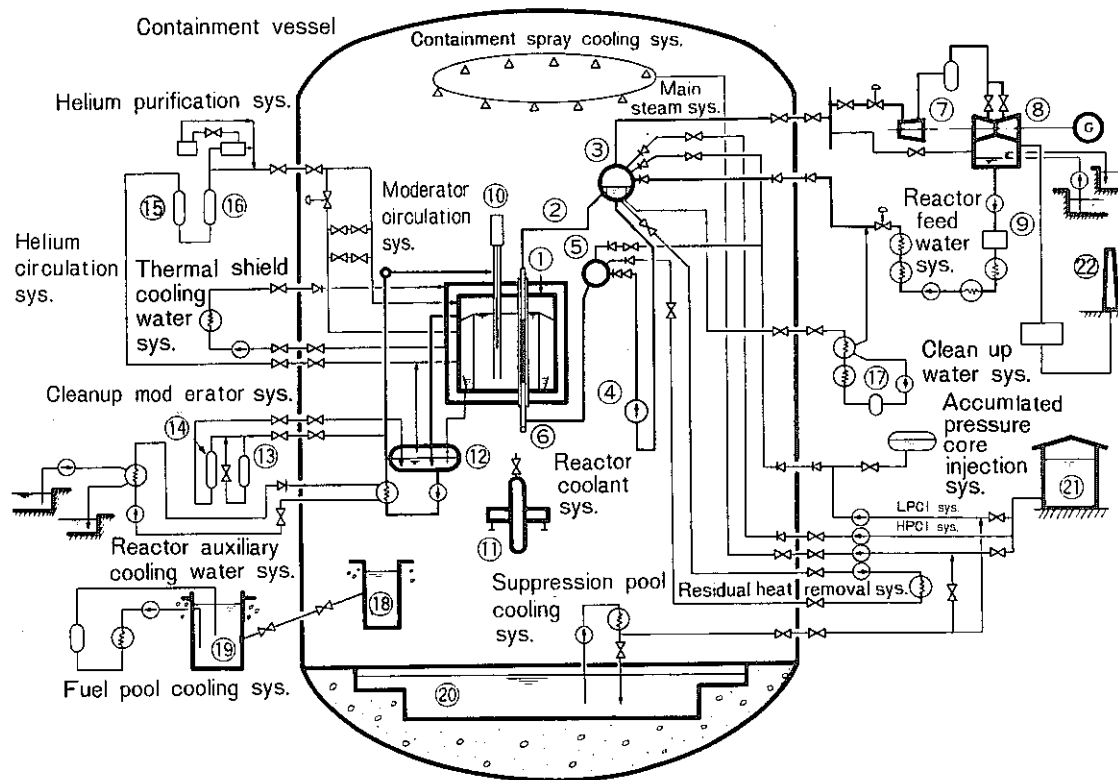 Containment vessel
Containment spray cooling sys.
Helium purification sys.
Main
steam sys.
⑦
⑧
G
③
⑮
⑯
Moderator
circulation
sys.
⑩
②
⑤
①
Reactor
feed
water
sys.
⑨
㉒
Helium
circulation
sys.
Thermal shield
cooling
water
sys.
④
⑰
Clean up
water sys.
Cleanup mod erator sys.
⑭
⑬
⑥
⑫
Reactor
coolant
sys.
Accumlated
pressure
core
injection
sys.
㉑
LPCI sys.
HPCI sys.
⑪
Reactor auxiliary
cooling water sys.
Suppression pool
cooling
sys.
Residual heat removal sys.
⑱
⑲
Fuel pool cooling sys.
⑳